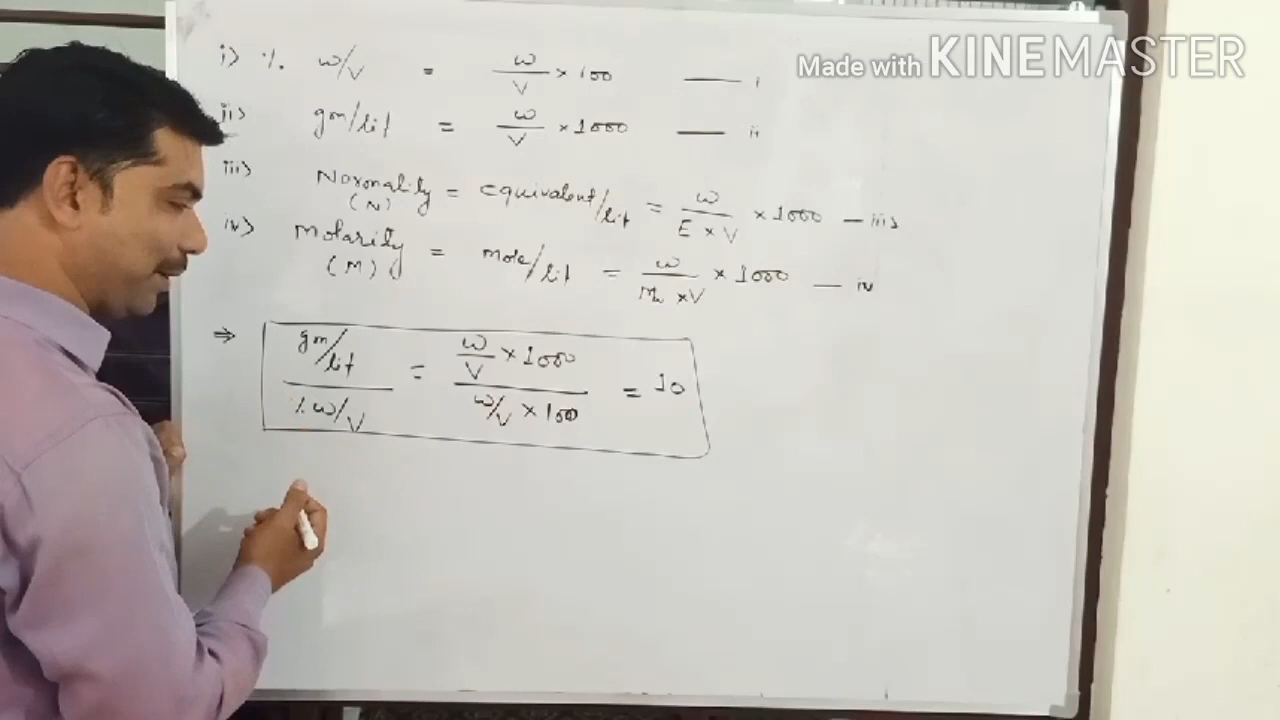 Made with KINEMASTER
i) % w/v = w/V × 100 — i
ii) gm/lit = w/V × 1000 — ii
iii) Normality (N) = equivalent/lit = w/(E × V) × 1000 — iii)
iv) Molarity (M) = mole/lit = w/(Mw × V) × 1000 — iv
⇒ (gm/lit)/(% w/V) = (w/V × 1000)/(w/V × 100) = 10